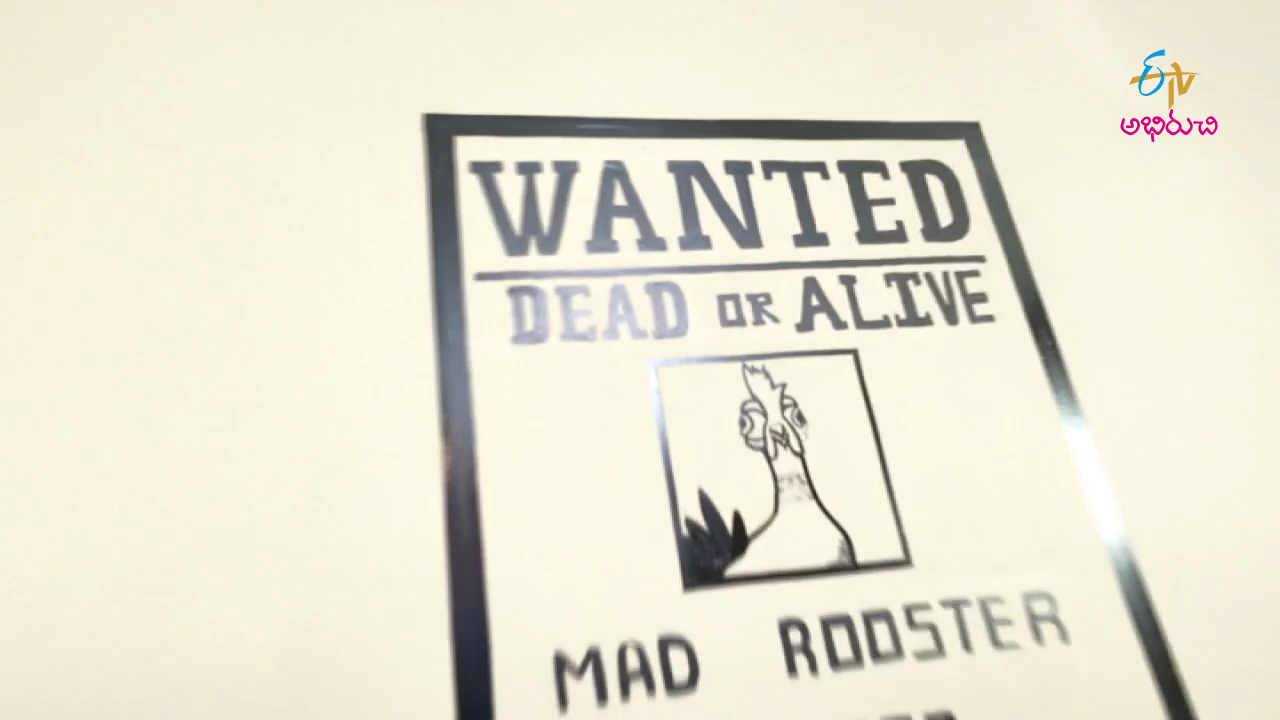 ETV
అభిరుచి
WANTED
DEAD OR ALIVE
MAD ROOSTER